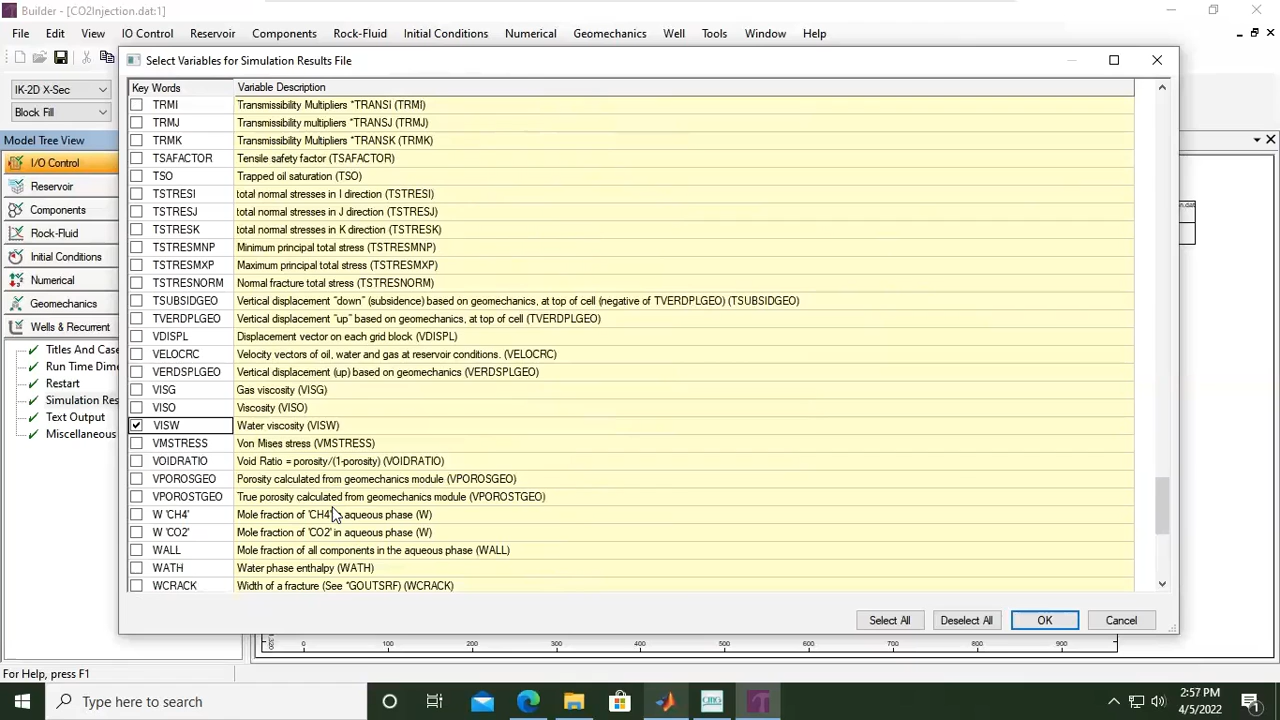 Builder - [CO2Injection.dat:1]
File Edit View IO Control Reservoir Components Rock-Fluid Initial Conditions Numerical Geomechanics Well Tools Window Help
Select Variables for Simulation Results File
IK-2D X-Sec
Block Fill
Model Tree View
I/O Control
Reservoir
Components
Rock-Fluid
Initial Conditions
Numerical
Geomechanics
Wells & Recurrent
Titles And Case
Run Time Dime
Restart
Simulation Res
Text Output
Miscellaneous
Key Words Variable Description
TRMI Transmissibility Multipliers *TRANSI (TRMI)
TRMJ Transmissibility multipliers *TRANSJ (TRMJ)
TRMK Transmissibility Multipliers *TRANSK (TRMK)
TSAFACTOR Tensile safety factor (TSAFACTOR)
TSO Trapped oil saturation (TSO)
TSTRESI total normal stresses in I direction (TSTRESI)
TSTRESJ total normal stresses in J direction (TSTRESJ)
TSTRESK total normal stresses in K direction (TSTRESK)
TSTRESMNP Minimum principal total stress (TSTRESMNP)
TSTRESMXP Maximum principal total stress (TSTRESMXP)
TSTRESNORM Normal fracture total stress (TSTRESNORM)
TSUBSIDGEO Vertical displacement "down" (subsidence) based on geomechanics, at top of cell (negative of TVERDPLGEO) (TSUBSIDGEO)
TVERDPLGEO Vertical displacement "up" based on geomechanics, at top of cell (TVERDPLGEO)
VDISPL Displacement vector on each grid block (VDISPL)
VELOCRC Velocity vectors of oil, water and gas at reservoir conditions. (VELOCRC)
VERDSPLGEO Vertical displacement (up) based on geomechanics (VERDSPLGEO)
VISG Gas viscosity (VISG)
VISO Viscosity (VISO)
VISW Water viscosity (VISW)
VMSTRESS Von Mises stress (VMSTRESS)
VOIDRATIO Void Ratio = porosity/(1-porosity) (VOIDRATIO)
VPOROSGEO Porosity calculated from geomechanics module (VPOROSGEO)
VPOROSTGEO True porosity calculated from geomechanics module (VPOROSTGEO)
W 'CH4' Mole fraction of 'CH4' in aqueous phase (W)
W 'CO2' Mole fraction of 'CO2' in aqueous phase (W)
WALL Mole fraction of all components in the aqueous phase (WALL)
WATH Water phase enthalpy (WATH)
WCRACK Width of a fracture (See *GOUTSRF) (WCRACK)
Select All Deselect All OK Cancel
0 100 200 300 400 500 600 700 800 900
For Help, press F1
Type here to search
2:57 PM
4/5/2022